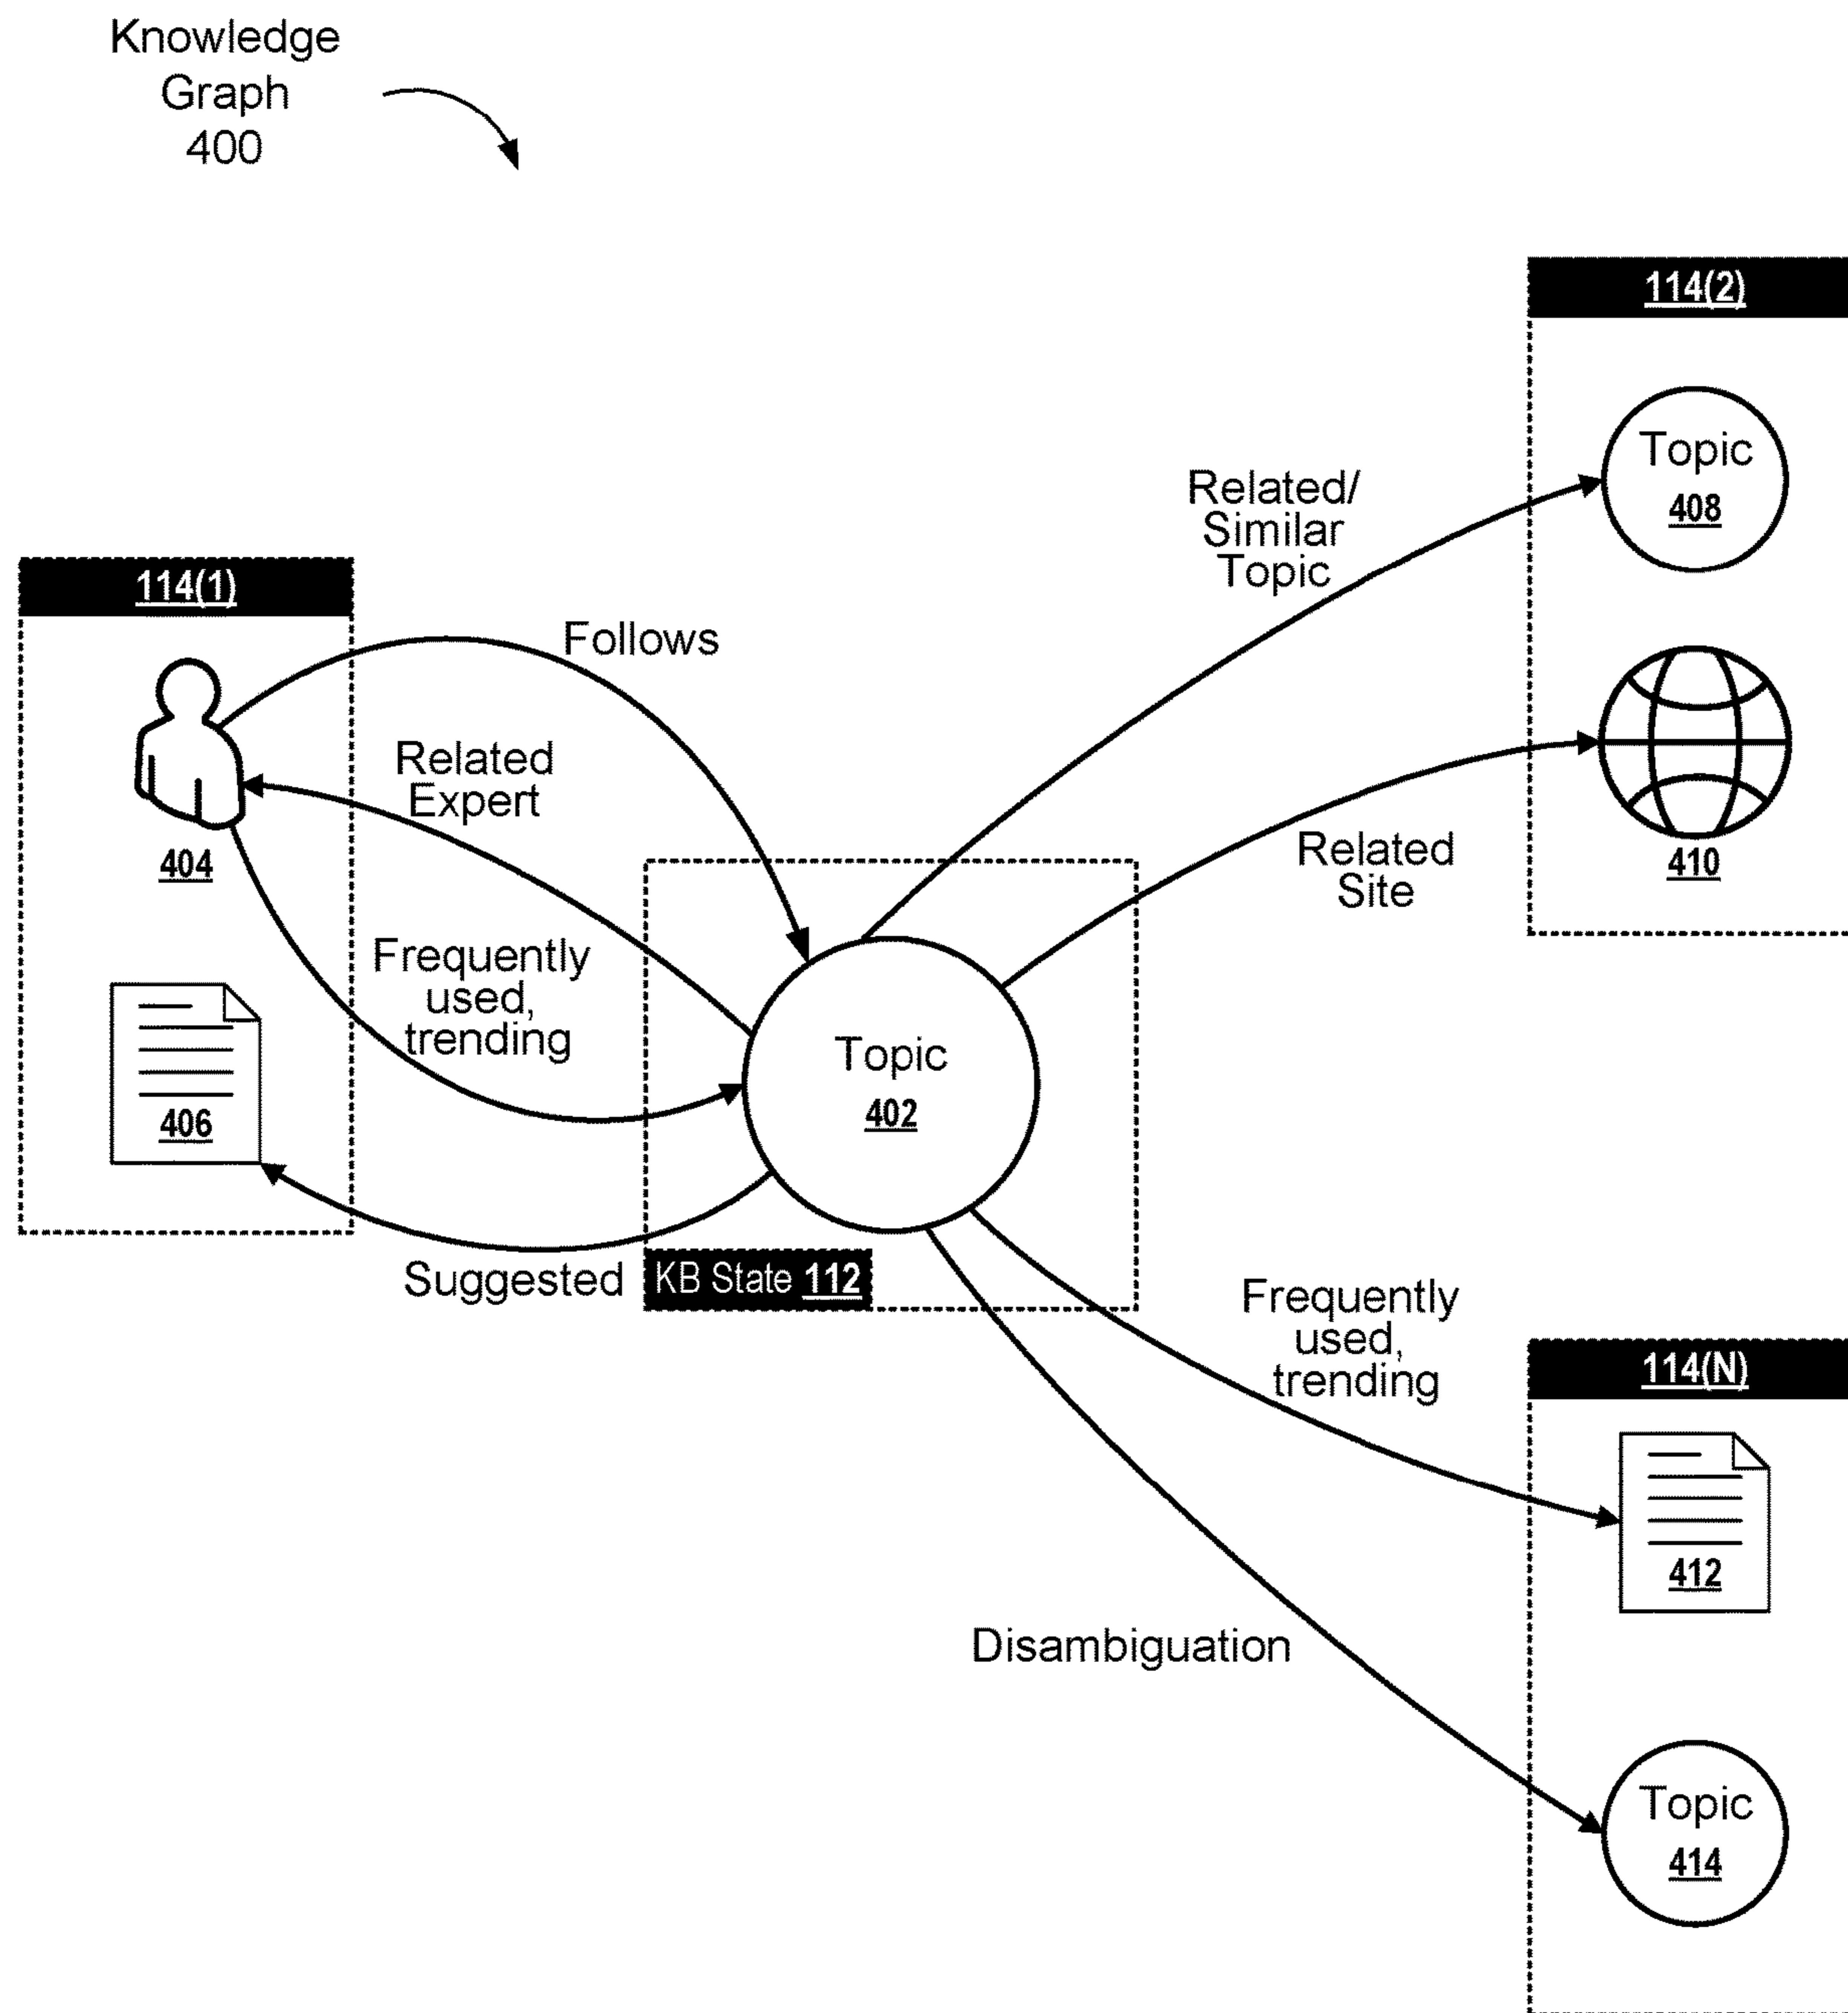 Knowledge
Graph
400
114(2)
Topic
408
Related/
Similar
Topic
114(1)
Follows
Related
Expert
404
410
Related
Site
Frequently
used,
trending
406
Topic
402
Suggested
KB State 112
Frequently
used,
trending
114(N)
412
Disambiguation
Topic
414